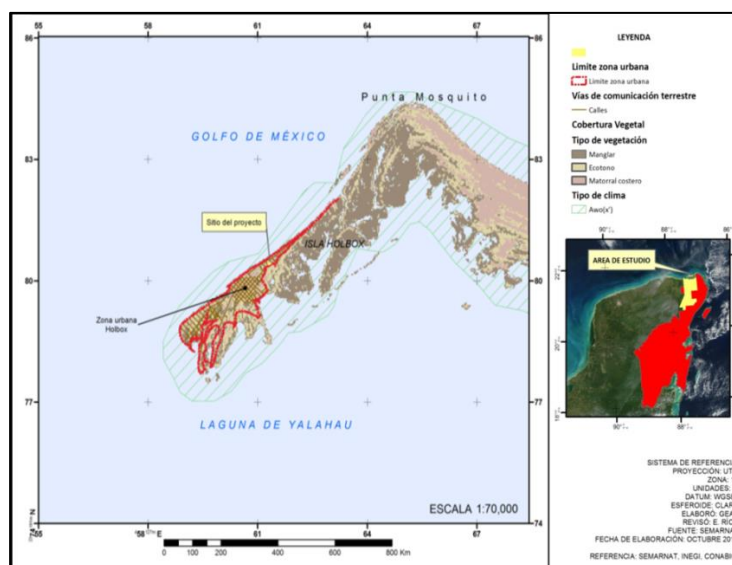 55 61 64 67
86 86
83 83
80 80
77 77
74
55 58 61 64 67
E
N
Punta Mosquito
GOLFO DE MÉXICO
Sitio del proyecto
ISLA HOLBOX
Zona urbana
Holbox
LAGUNA DE YALAHAU
ESCALA 1:70,000
0 100 200 400 600 800 Km
LEYENDA
Limite zona urbana
Limite zona urbana
Vías de comunicación terrestre
Calles
Cobertura Vegetal
Tipo de vegetación
Manglar
Ecotono
Matorral costero
Tipo de clima
Awo(x')
AREA DE ESTUDIO
SISTEMA DE REFERENCI
PROYECCIÓN: UT
ZONA:
UNIDADES:
DATUM: WGS
ESFEROIDE: CLAR
ELABORÓ: GEA
REVISÓ: E. RÍO
FUENTE: SEMARNA
FECHA DE ELABORACIÓN: OCTUBRE 20
REFERENCIA: SEMARNAT, INEGI, CONABI